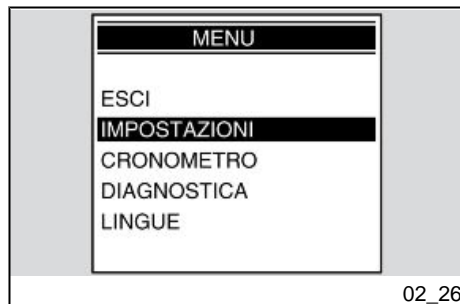 MENU
ESCI
IMPOSTAZIONI
CRONOMETRO
DIAGNOSTICA
LINGUE
02_26